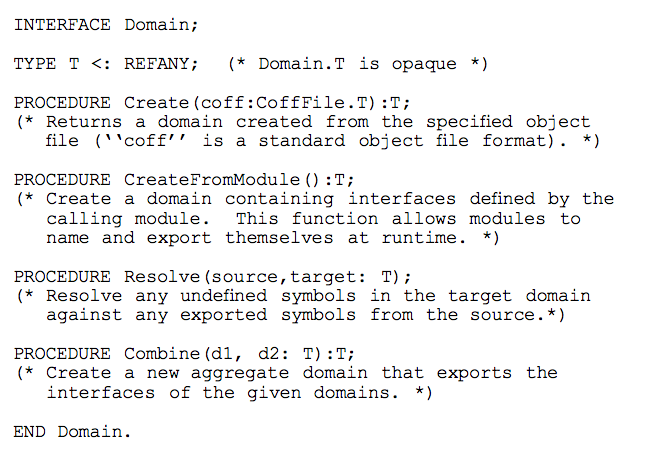 INTERFACE Domain;
TYPE T <: REFANY;  (* Domain.T is opaque *)
PROCEDURE Create(coff:CoffFile.T):T;
(* Returns a domain created from the specified object
file (‘‘coff’’ is a standard object file format). *)
PROCEDURE CreateFromModule():T;
(* Create a domain containing interfaces defined by the
calling module.  This function allows modules to
name and export themselves at runtime. *)
PROCEDURE Resolve(source,target: T);
(* Resolve any undefined symbols in the target domain
against any exported symbols from the source.*)
PROCEDURE Combine(d1, d2: T):T;
(* Create a new aggregate domain that exports the
interfaces of the given domains. *)
END Domain.